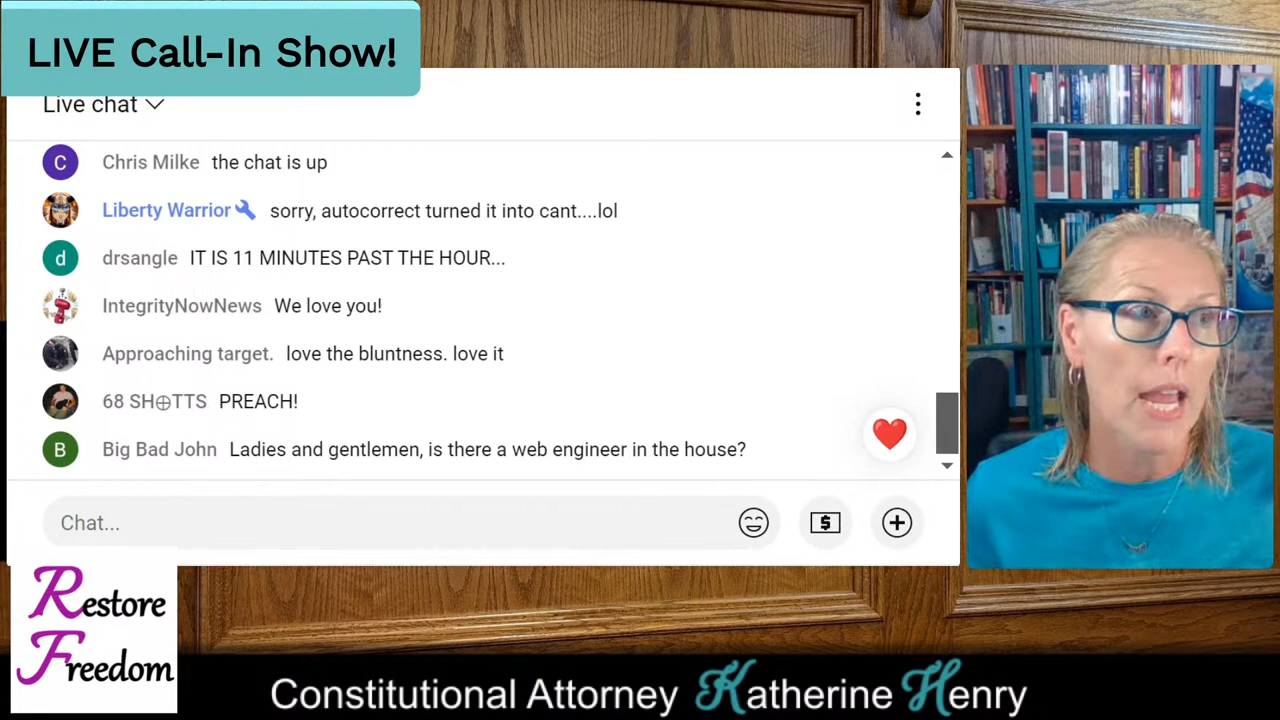 LIVE Call-In Show!
Live chat
C Chris Milke the chat is up
Liberty Warrior sorry, autocorrect turned it into cant....lol
d drsangle IT IS 11 MINUTES PAST THE HOUR...
IntegrityNowNews We love you!
Approaching target. love the bluntness. love it
68 SH⊕TTS PREACH!
B Big Bad John Ladies and gentlemen, is there a web engineer in the house?
Chat...
$
Restore
Freedom
Constitutional Attorney Katherine Henry